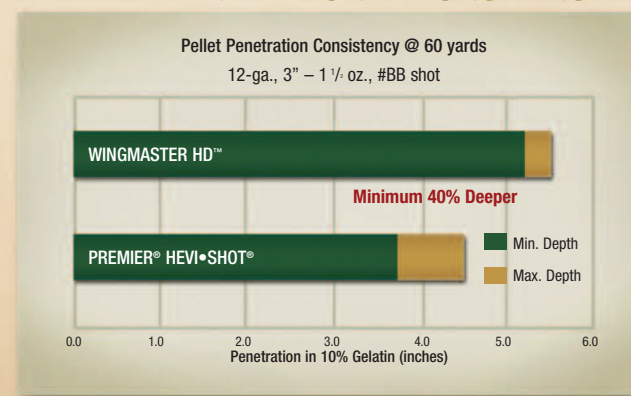 Pellet Penetration Consistency @ 60 yards
12-ga., 3” – 1 1/2 oz., #BB shot
WINGMASTER HD™
Minimum 40% Deeper
PREMIER® HEVI•SHOT®
Min. Depth
Max. Depth
0.0 1.0 2.0 3.0 4.0 5.0 6.0
Penetration in 10% Gelatin (inches)